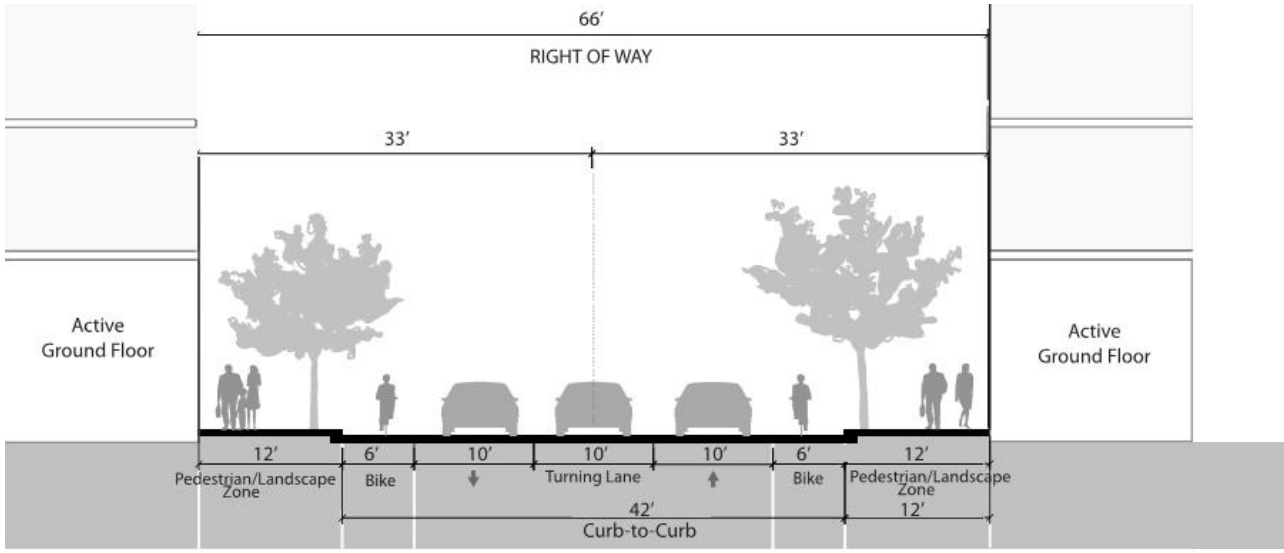 66’
RIGHT OF WAY
33’
33’
Active
Ground Floor
Active
Ground Floor
12’
6’
10’
10’
10’
6’
12’
Pedestrian/Landscape
Zone
Bike
Turning Lane
Bike
Pedestrian/Landscape
Zone
42’
12’
Curb-to-Curb